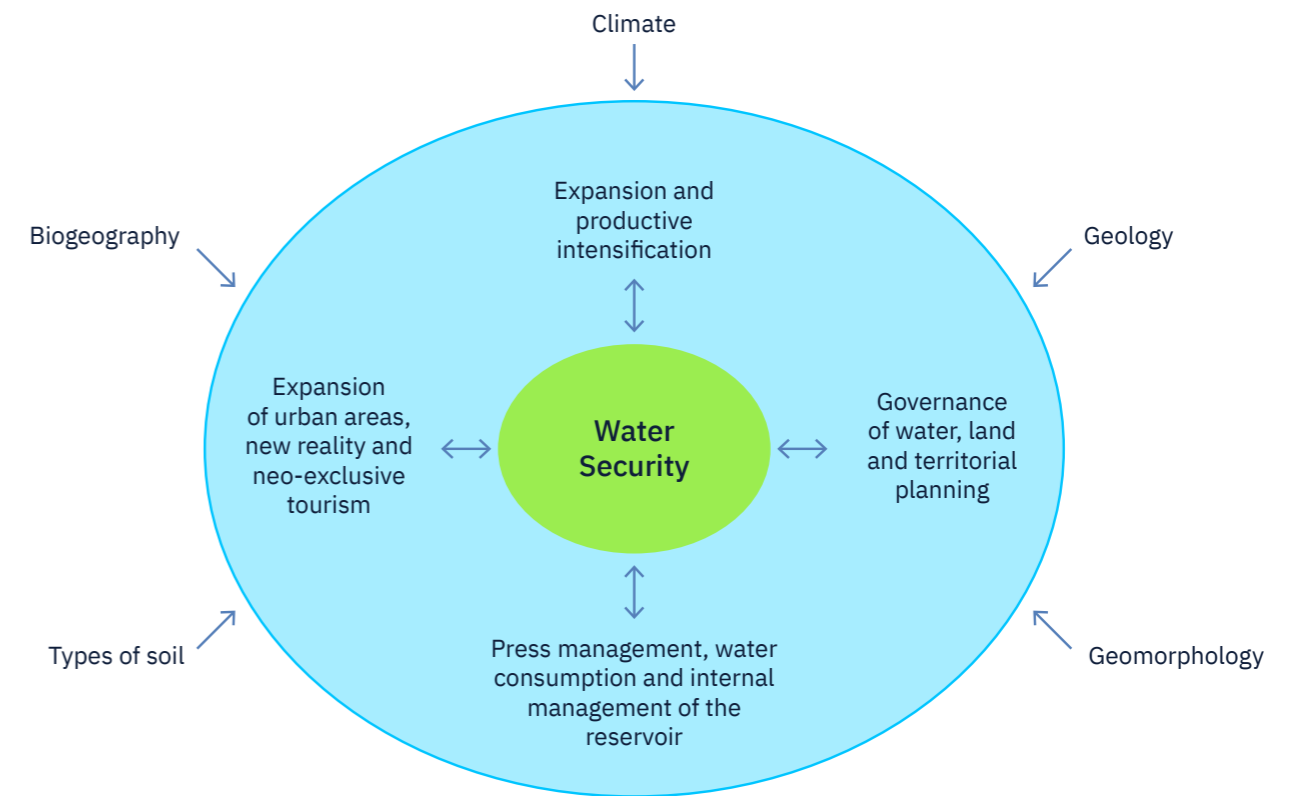 Climate
Expansion and
productive
intensification
Biogeography
Geology
Expansion
of urban areas,
new reality and
neo-exclusive
tourism
Water
Security
Governance
of water, land
and territorial
planning
Types of soil
Press management, water
consumption and internal
management of the
reservoir
Geomorphology